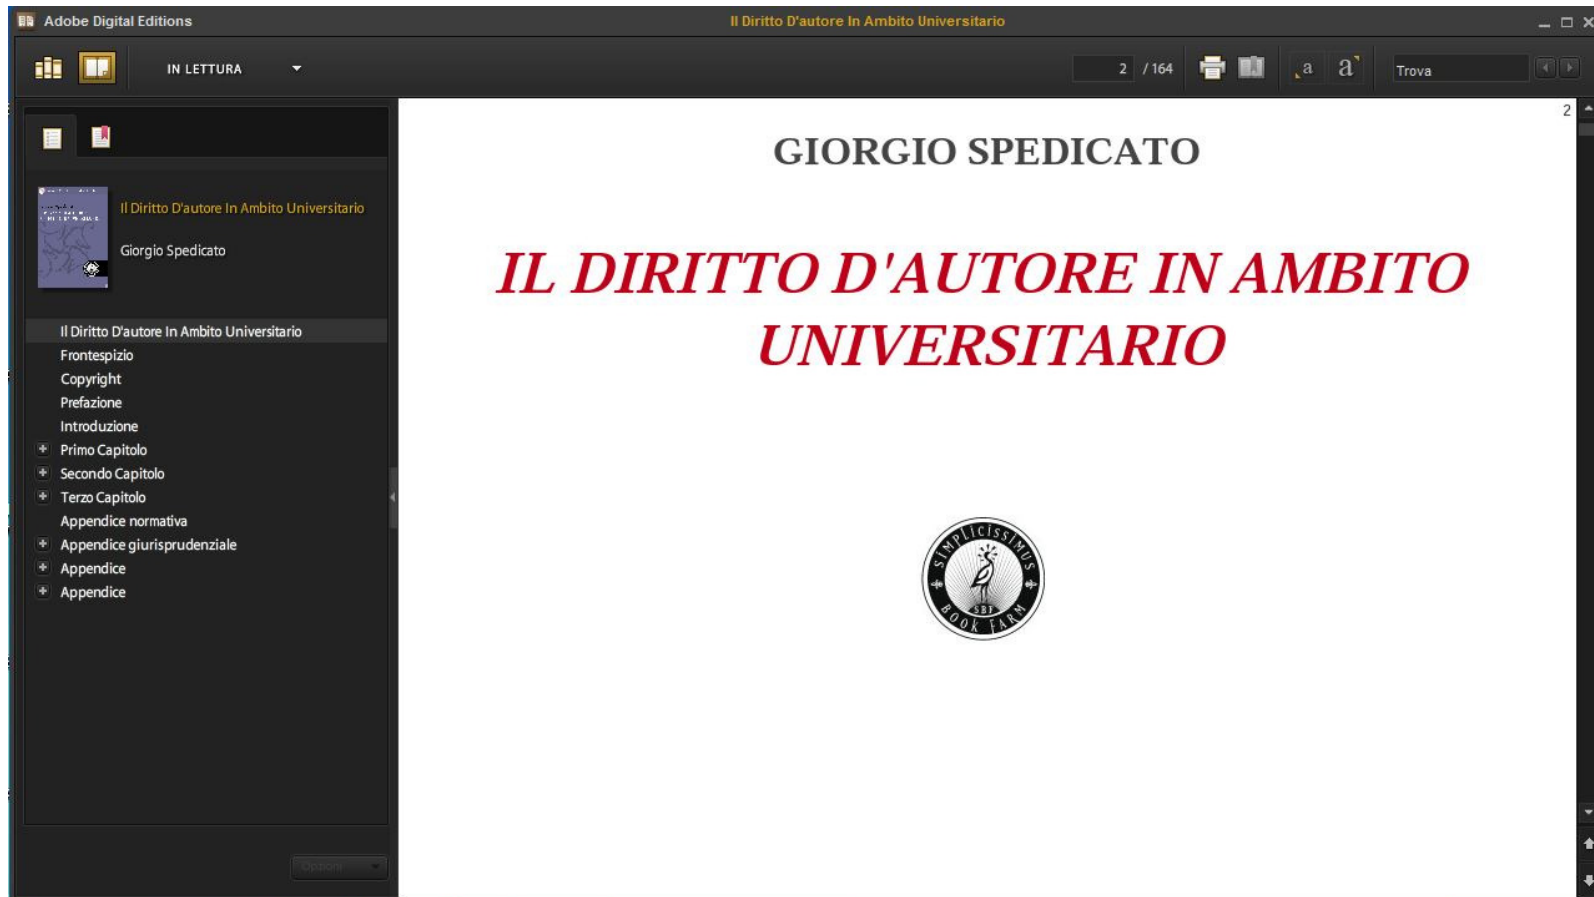 Adobe Digital Editions
Il Diritto D'autore In Ambito Universitario
IN LETTURA
2 / 164
a a
Trova
Il Diritto D'autore In Ambito Universitario
Giorgio Spedicato
Il Diritto D'autore In Ambito Universitario
Frontespizio
Copyright
Prefazione
Introduzione
Primo Capitolo
Secondo Capitolo
Terzo Capitolo
Appendice normativa
Appendice giurisprudenziale
Appendice
Appendice
Opzioni
2
GIORGIO SPEDICATO
IL DIRITTO D'AUTORE IN AMBITO
UNIVERSITARIO
SIMPLICISSIMUS
SBF
BOOK FARM